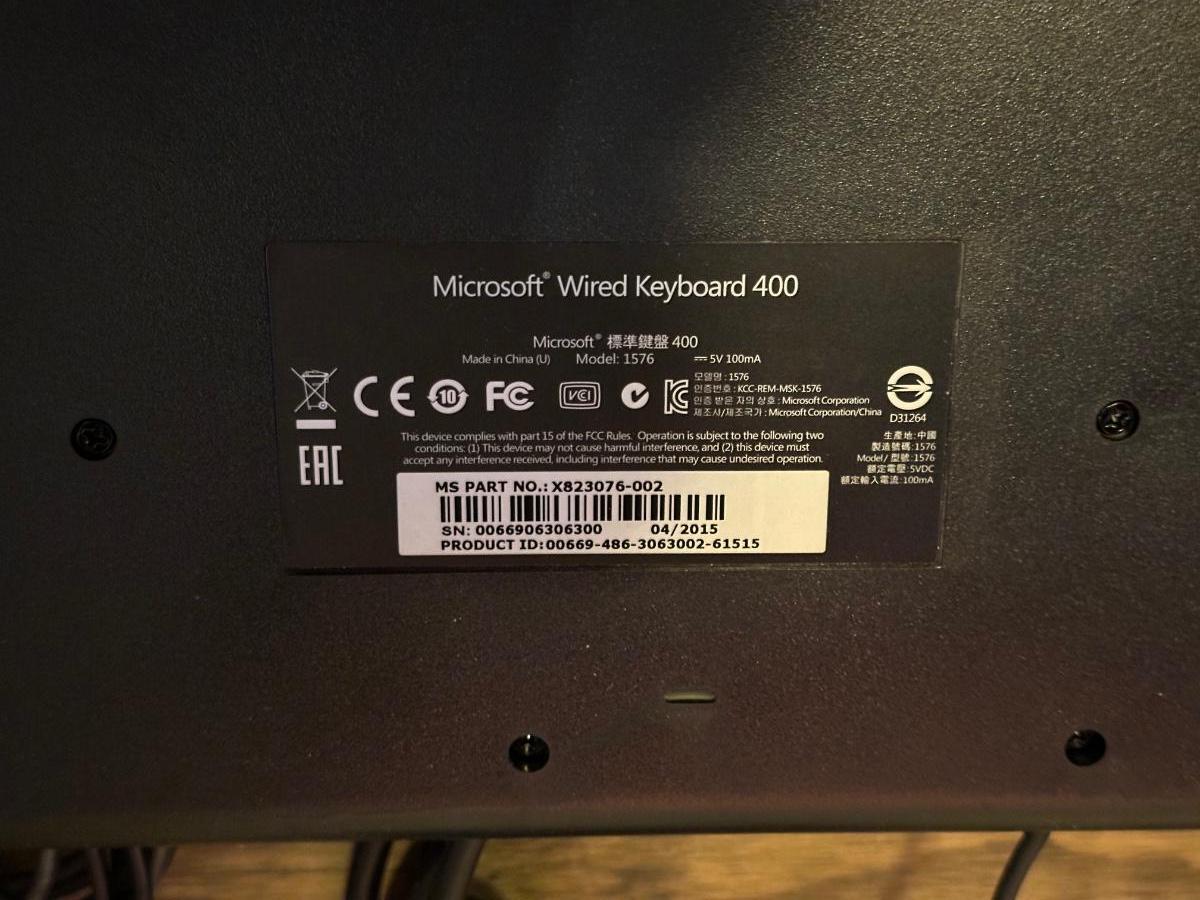 Microsoft® Wired Keyboard 400
Microsoft® 標準鍵盤 400
Made in China (U) Model: 1576 5V 100mA
CE 10 FC VCCI
EAC
모델명 : 1576
인증번호 : KCC-REM-MSK-1576
인증 받은 자의 상호 : Microsoft Corporation
제조사/제조국가 : Microsoft Corporation/China
D31264
生產地:中國
製造號碼: 1576
Model/ 型號: 1576
額定電壓: 5VDC
額定輸入電流: 100mA
This device complies with part 15 of the FCC Rules. Operation is subject to the following two
conditions: (1) This device may not cause harmful interference, and (2) this device must
accept any interference received, including interference that may cause undesired operation.
MS PART NO.: X823076-002
SN: 0066906306300 04/2015
PRODUCT ID:00669-486-3063002-61515